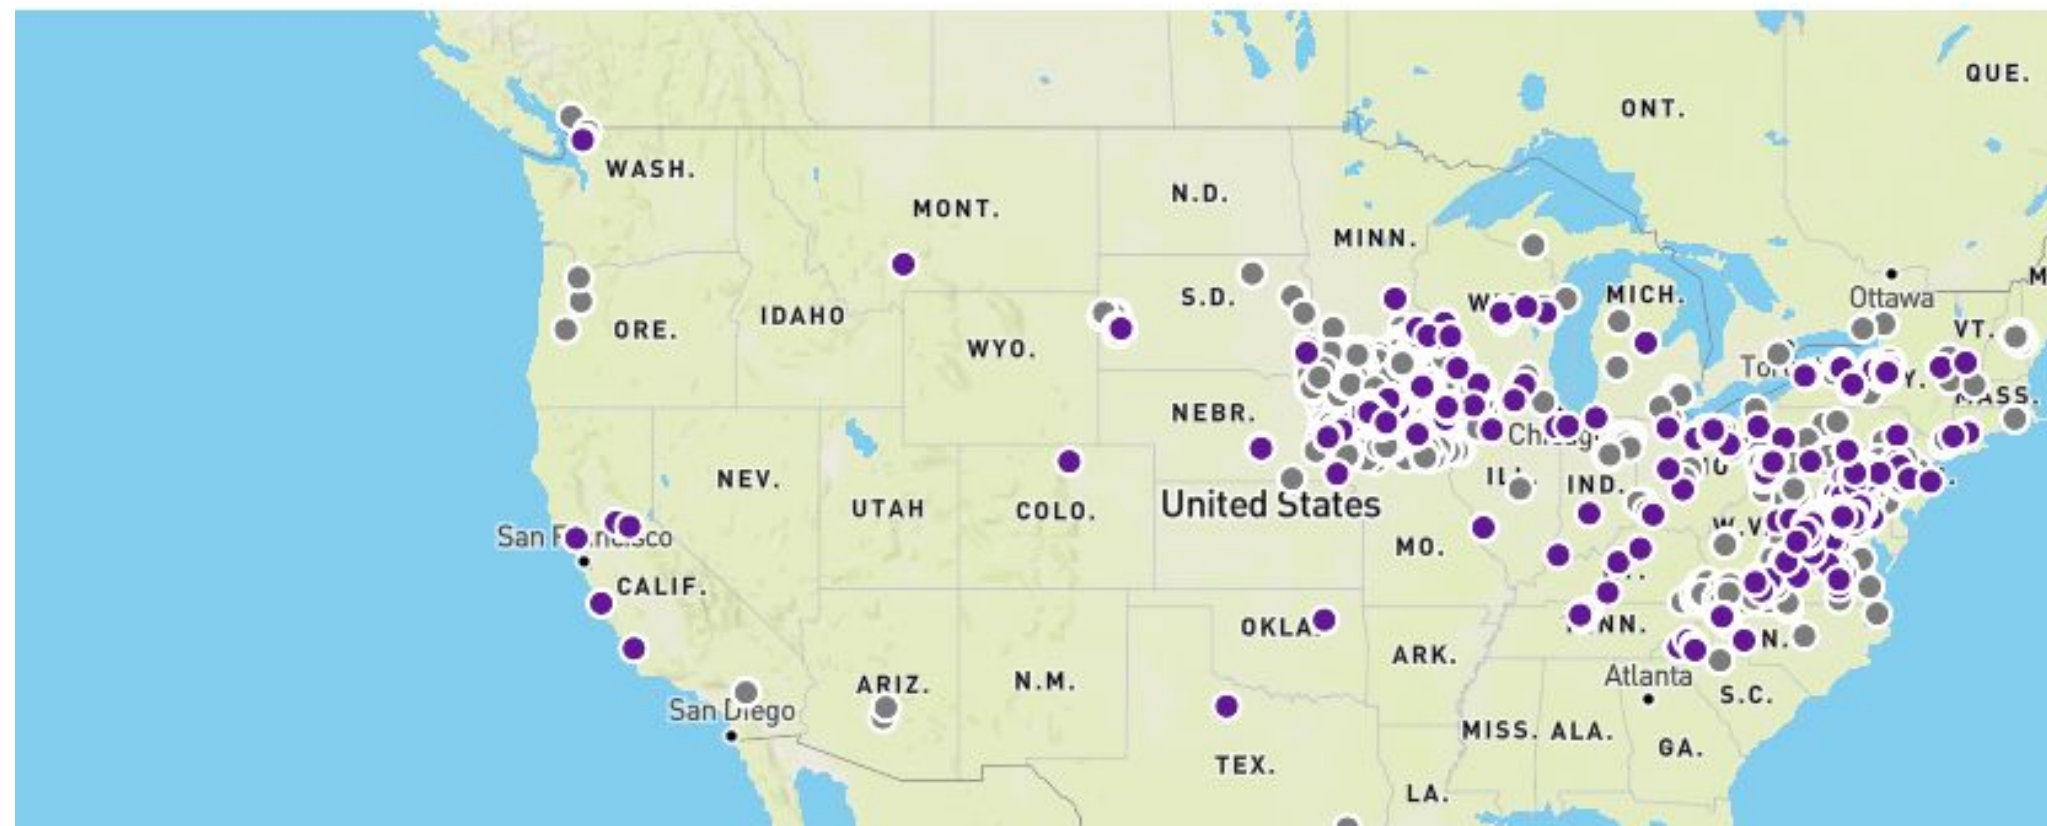 QUE.
ONT.
WASH.
MONT.
N.D.
MINN.
ORE.
IDAHO
WYO.
S.D.
MICH.
Ottawa
VT.
NEBR.
NEV.
UTAH
COLO.
United States
IND.
MO.
San Francisco
CALIF.
OKLA.
ARK.
ARIZ.
N.M.
Atlanta
S.C.
San Diego
TEX.
MISS.
ALA.
GA.
LA.